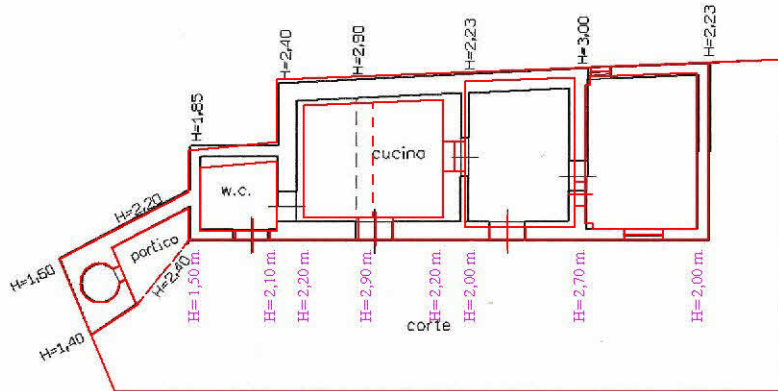 H=2,40
H=2,90
H=2,23
H=3,00
H=2,23
H=1,85
cucina
w.c.
H=2,20
portico
H=1,60
H=2,40
H=1,40
H=1,50 m.
H=2,10 m.
H=2,20 m.
H=2,90 m.
H=2,20 m.
H=2,00 m.
H=2,70 m.
H=2,00 m.
corte